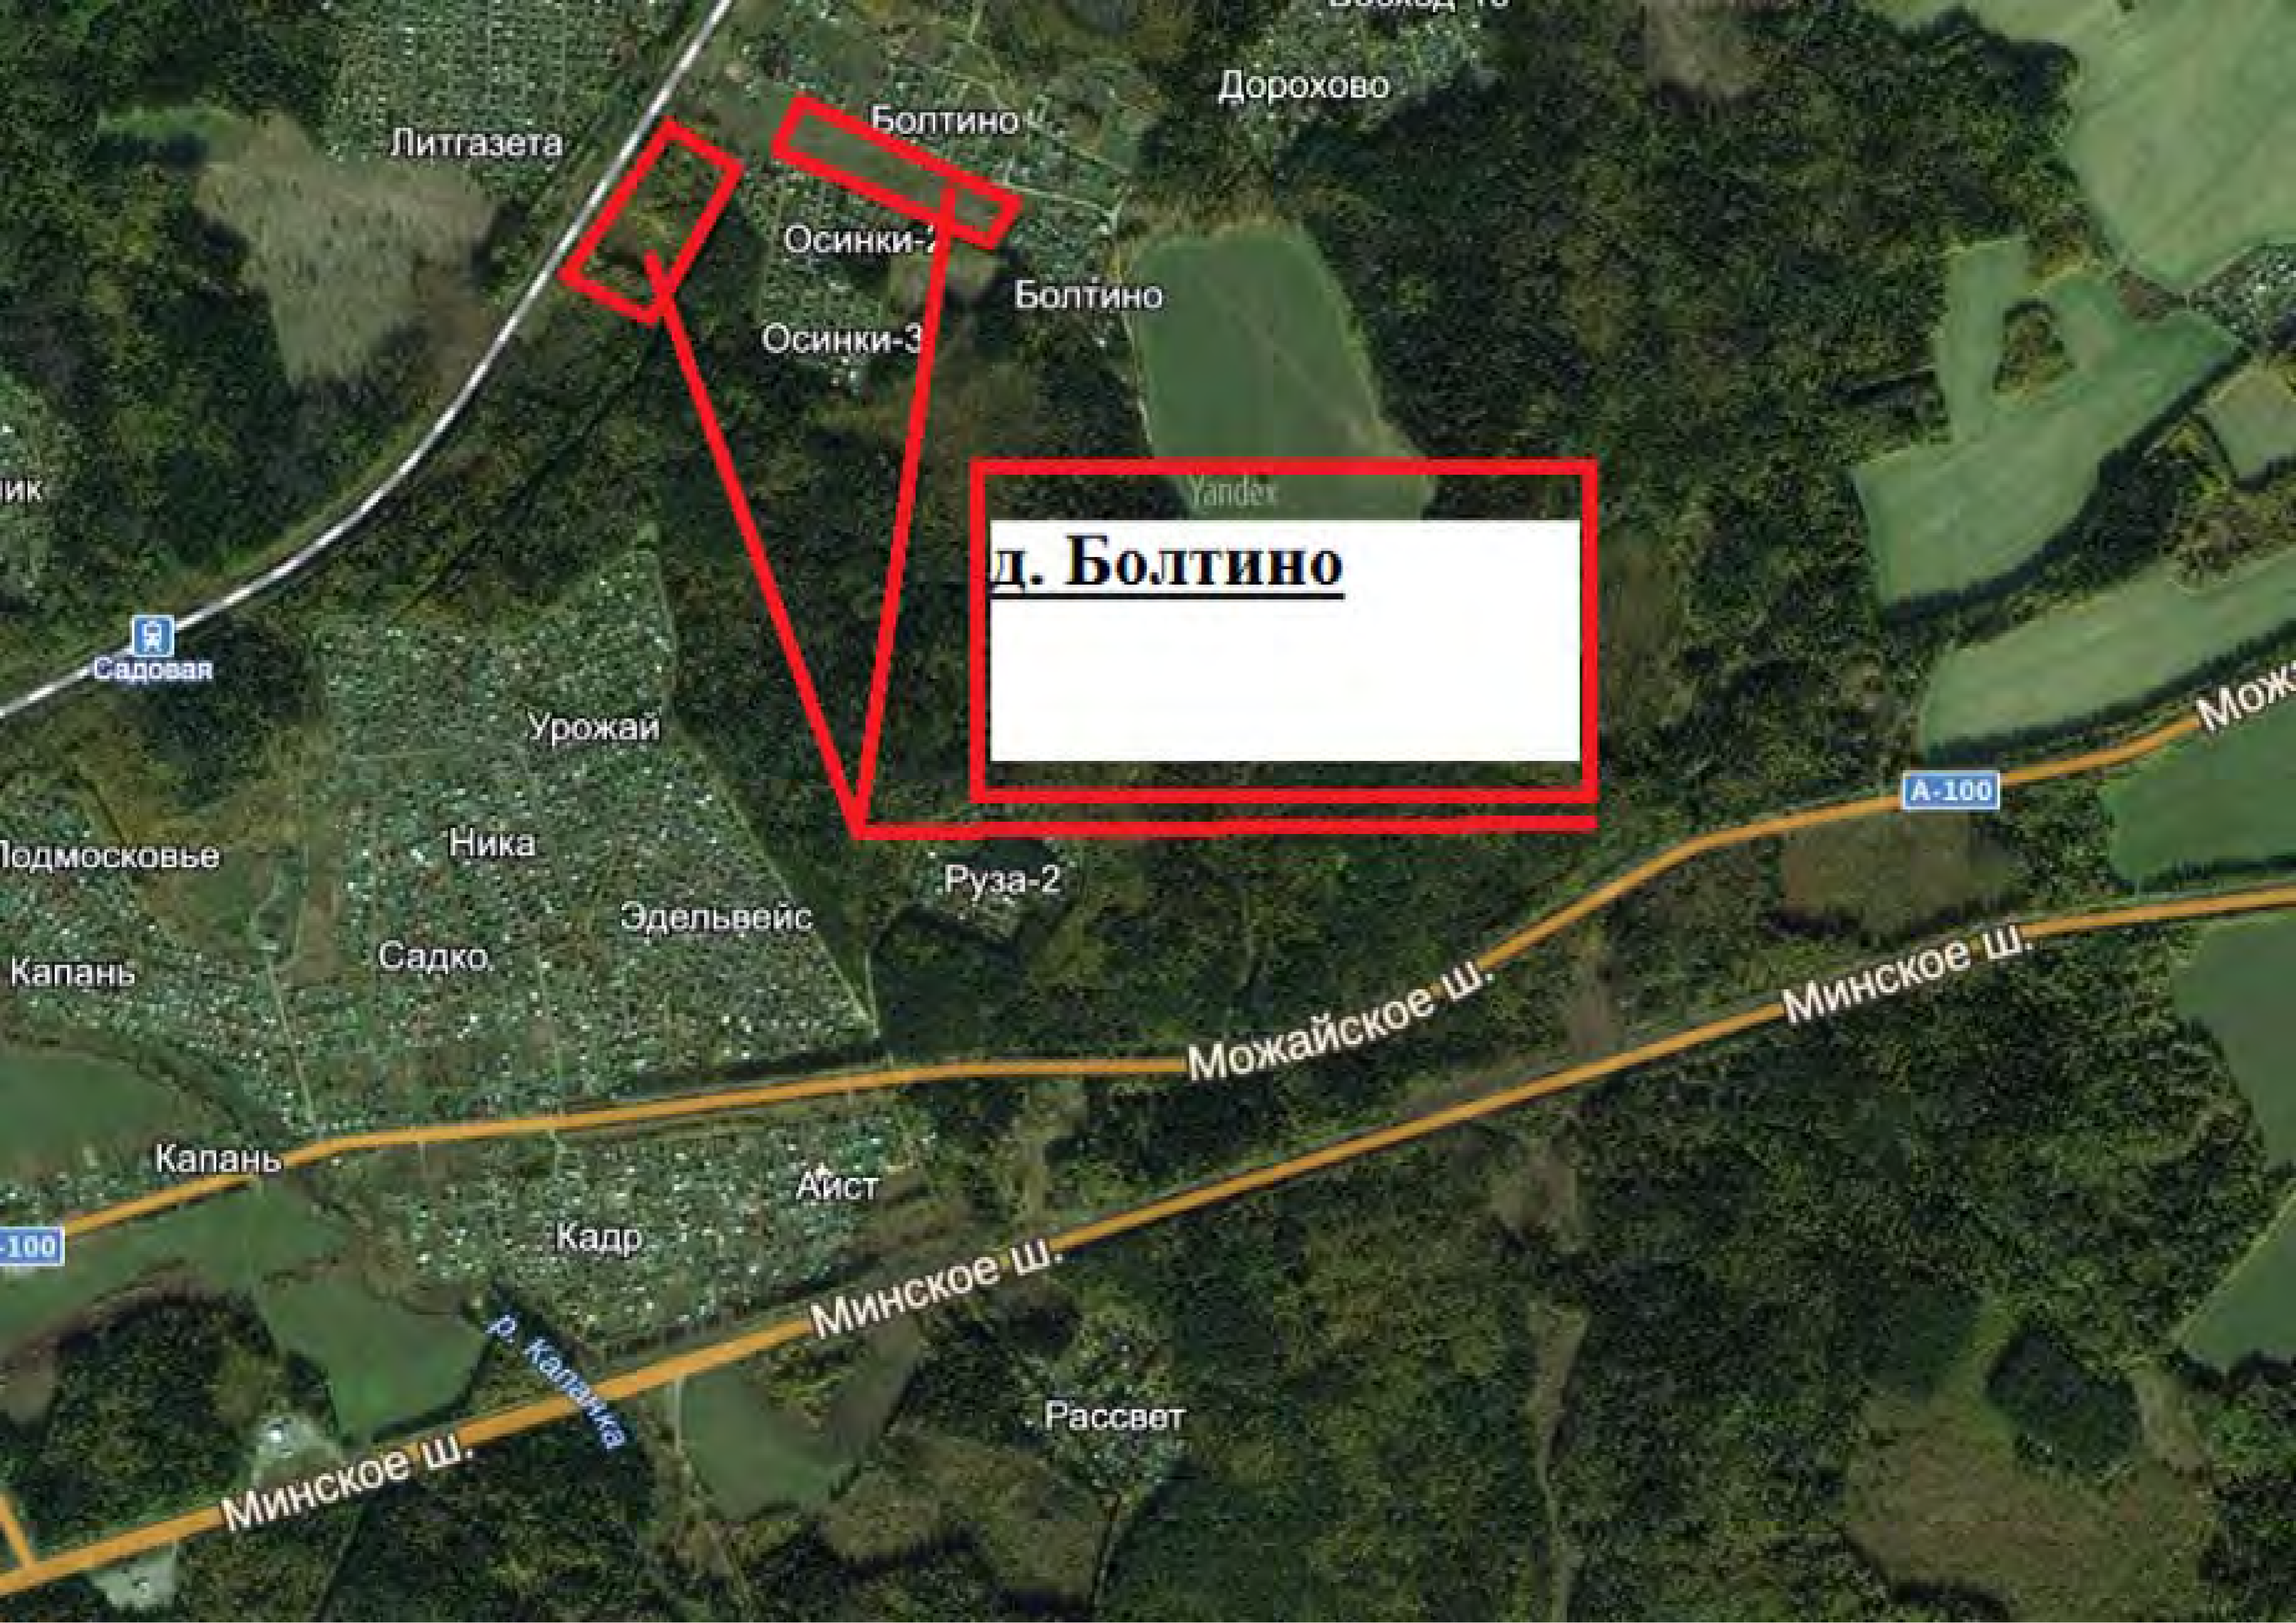 Дорохово
Болтино
Литгазета
Осинки-2
Болтино
Осинки-3
Yandex
д. Болтино
Садовая
Урожай
А-100
Ника
Подмосковье
Руза-2
Эдельвейс
Садко
Капань
Можайское ш.
Минское ш.
Капань
Аист
Кадр
-100
Минское ш.
р. Капанка
Рассвет
Минское ш.